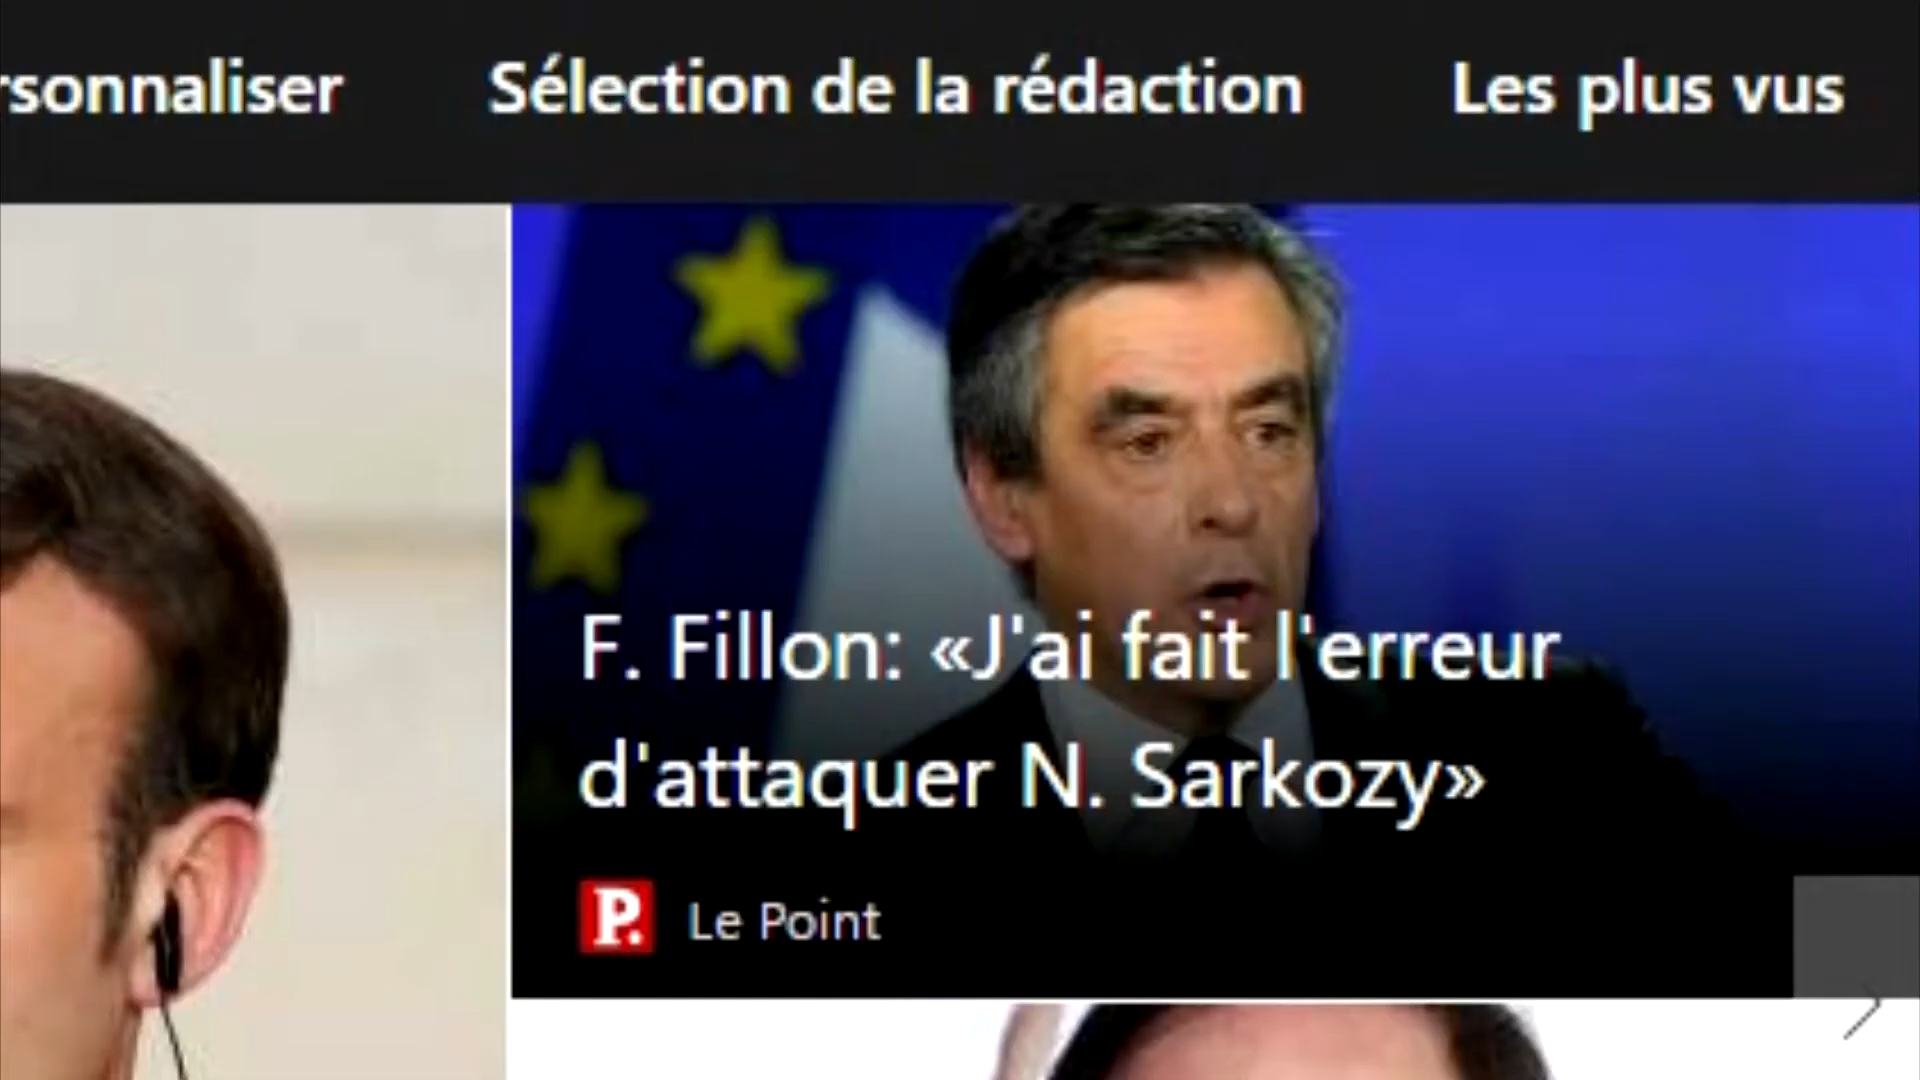 rsonnaliser
Sélection de la rédaction
Les plus vus
F. Fillon: «J'ai fait l'erreur
d'attaquer N. Sarkozy»
P. Le Point